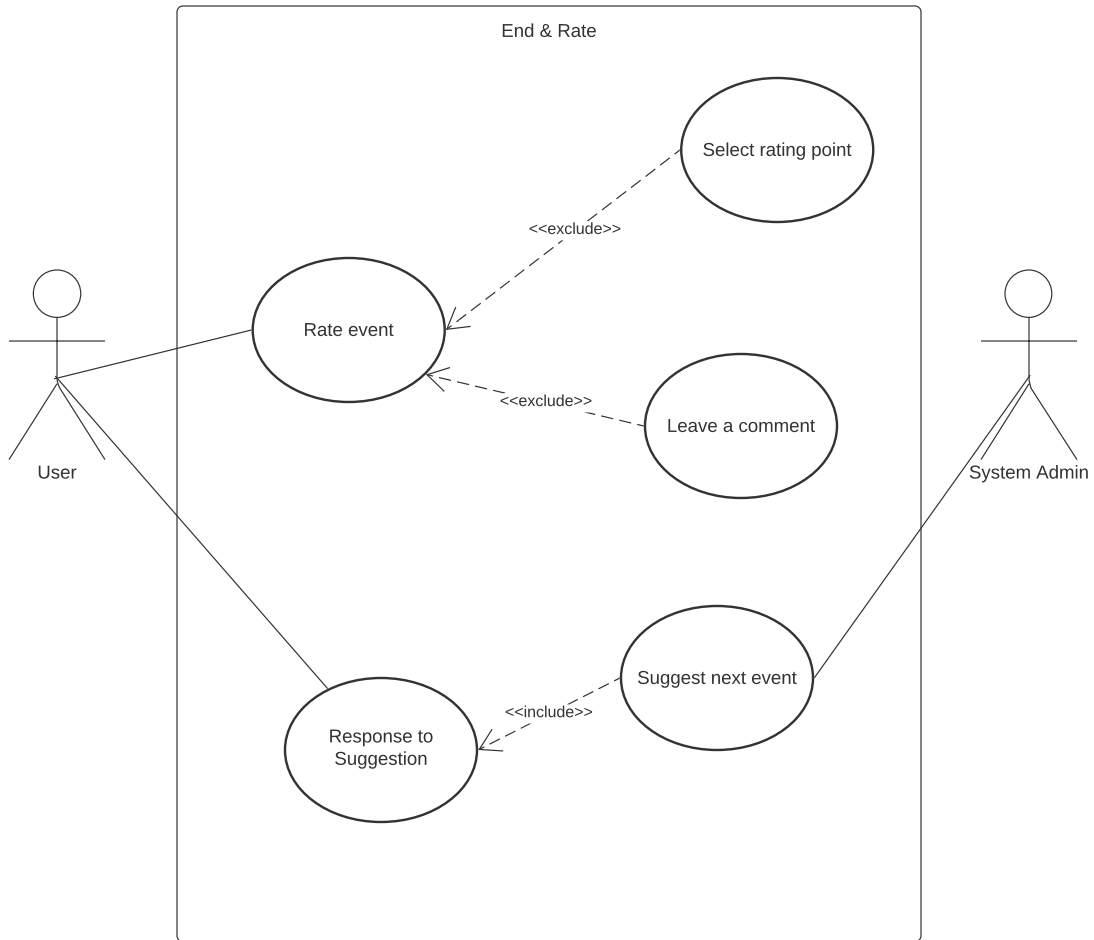 End & Rate
Select rating point
<<exclude>>
Rate event
<<exclude>>
Leave a comment
User
System Admin
Suggest next event
<<include>>
Response to
Suggestion